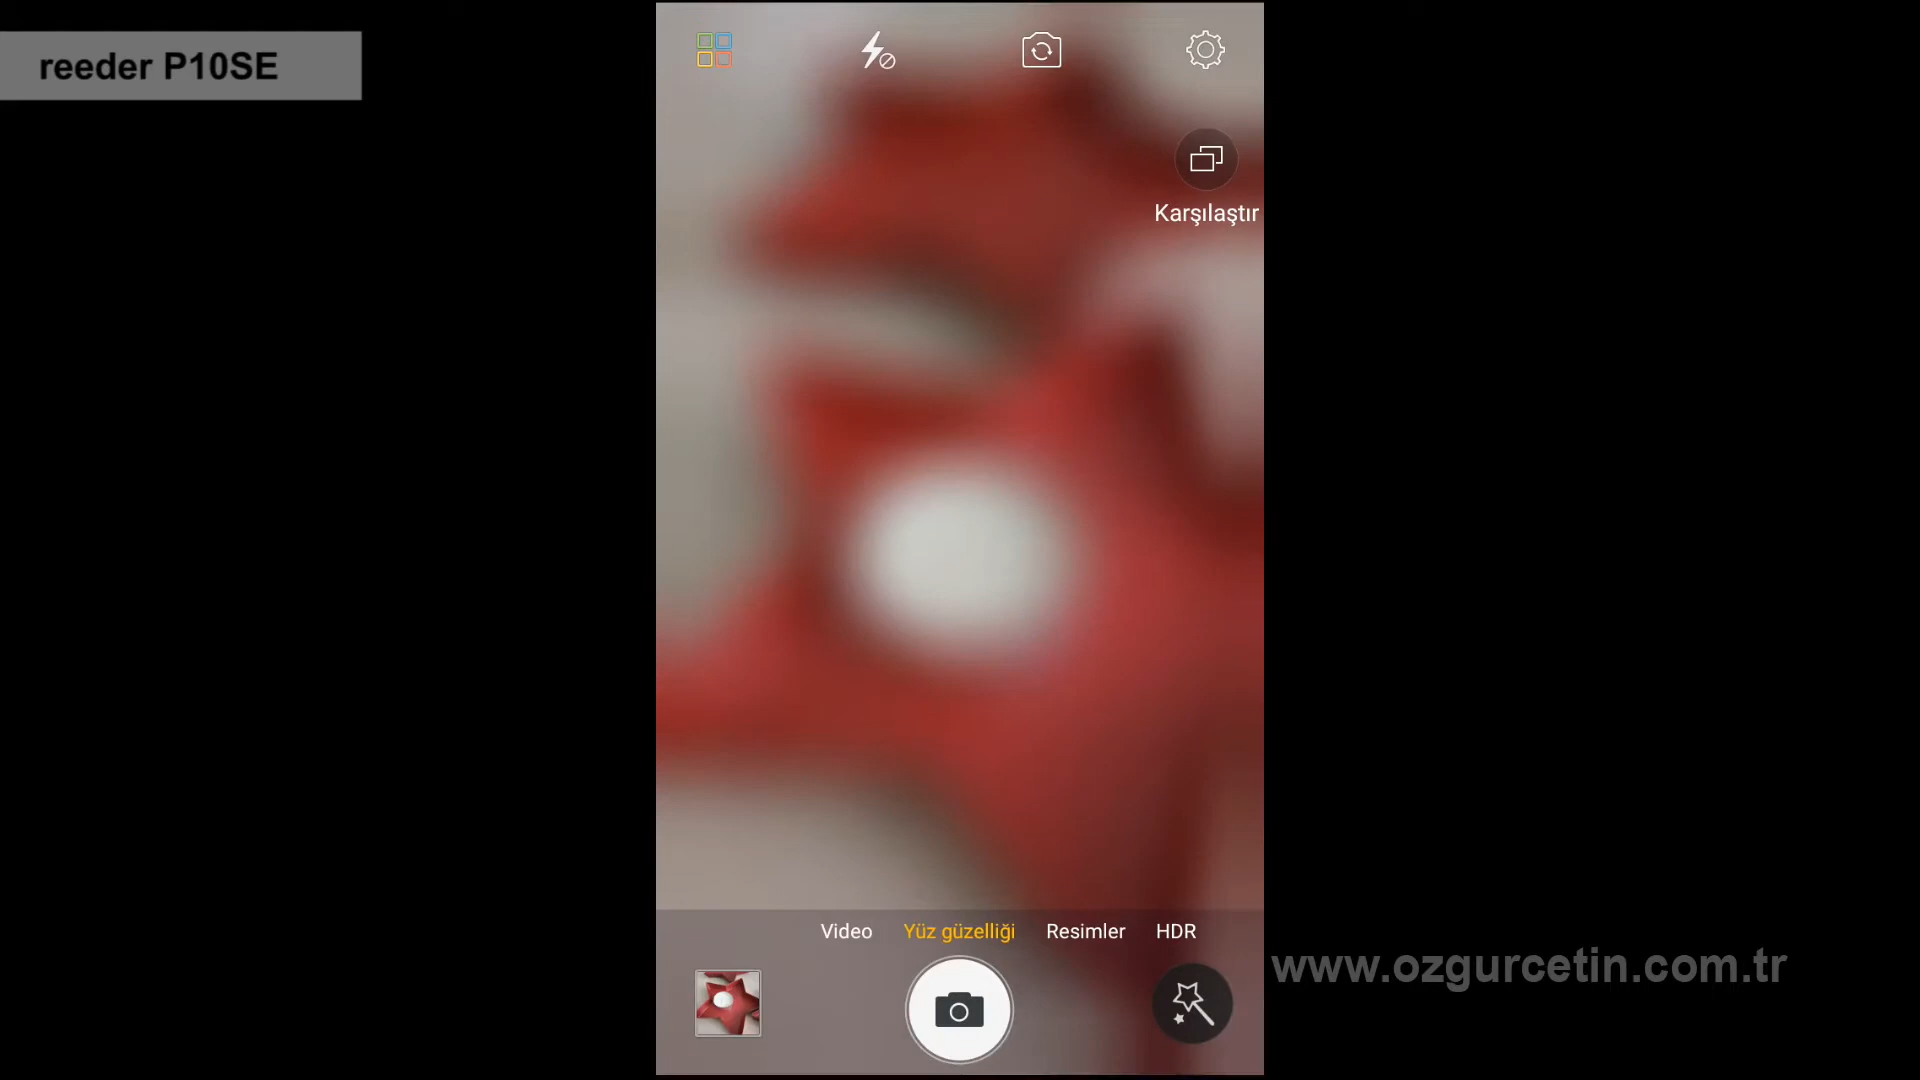 reeder P10SE
Karşılaştır
Video Yüz güzelliği Resimler HDR
www.ozgurcetin.com.tr